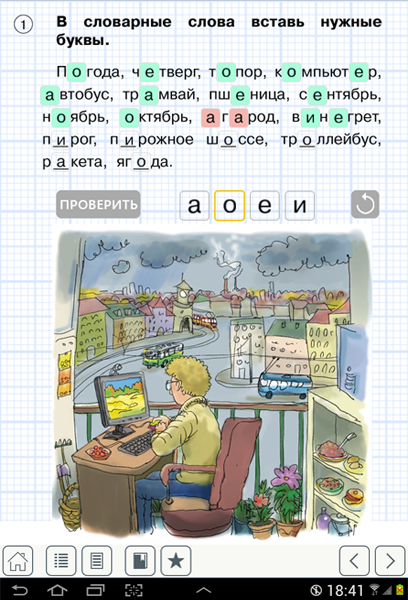 1 В словарные слова вставь нужные
буквы.
Погода, четверг, топор, компьютер,
автобус, трамвай, пшеница, сентябрь,
ноябрь, октябрь, агарод, винегрет,
пирог, пирожное шоссе, троллейбус,
ракета, ягода.
ПРОВЕРИТЬ а о е и
18:41